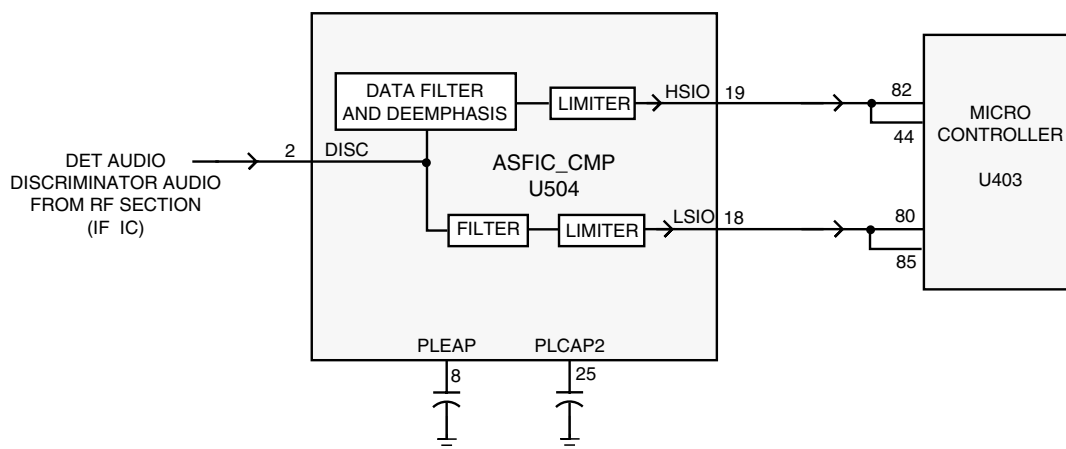 DATA FILTER
AND DEEMPHASIS
LIMITER
HSIO
19
82
44
MICRO
CONTROLLER
U403
2
DISC
DET AUDIO
DISCRIMINATOR AUDIO
FROM RF SECTION
(IF IC)
ASFIC_CMP
U504
FILTER
LIMITER
LSIO
18
80
85
PLEAP
8
PLCAP2
25